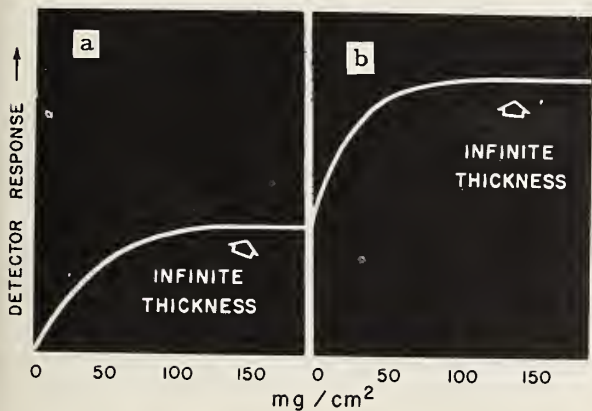 a
b
DETECTOR RESPONSE →
INFINITE
THICKNESS
INFINITE
THICKNESS
0 50 100 150 0 50 100 150
mg/cm²